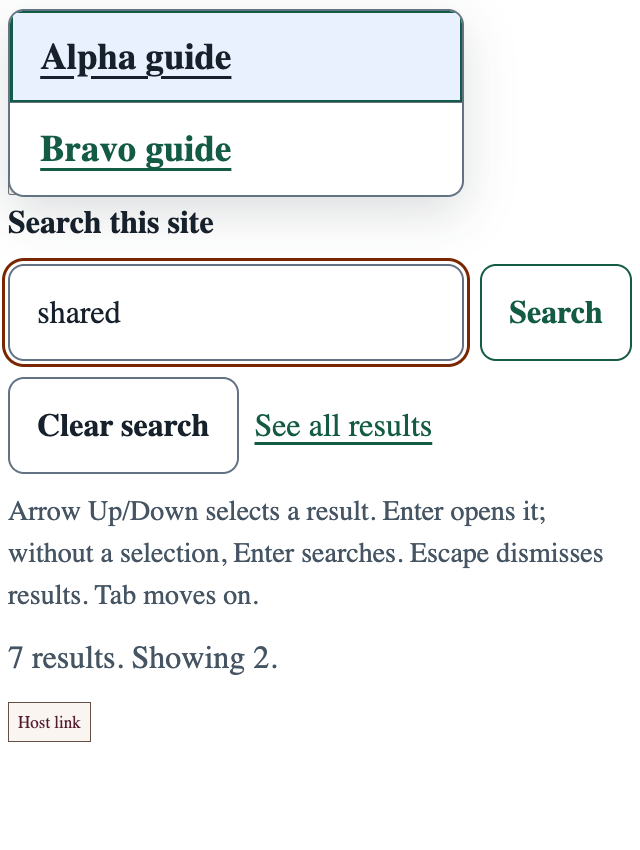 Alpha guide
Bravo guide
Search this site
shared
Search
Clear search
See all results
Arrow Up/Down selects a result. Enter opens it;
without a selection, Enter searches. Escape dismisses
results. Tab moves on.
7 results. Showing 2.
Host link